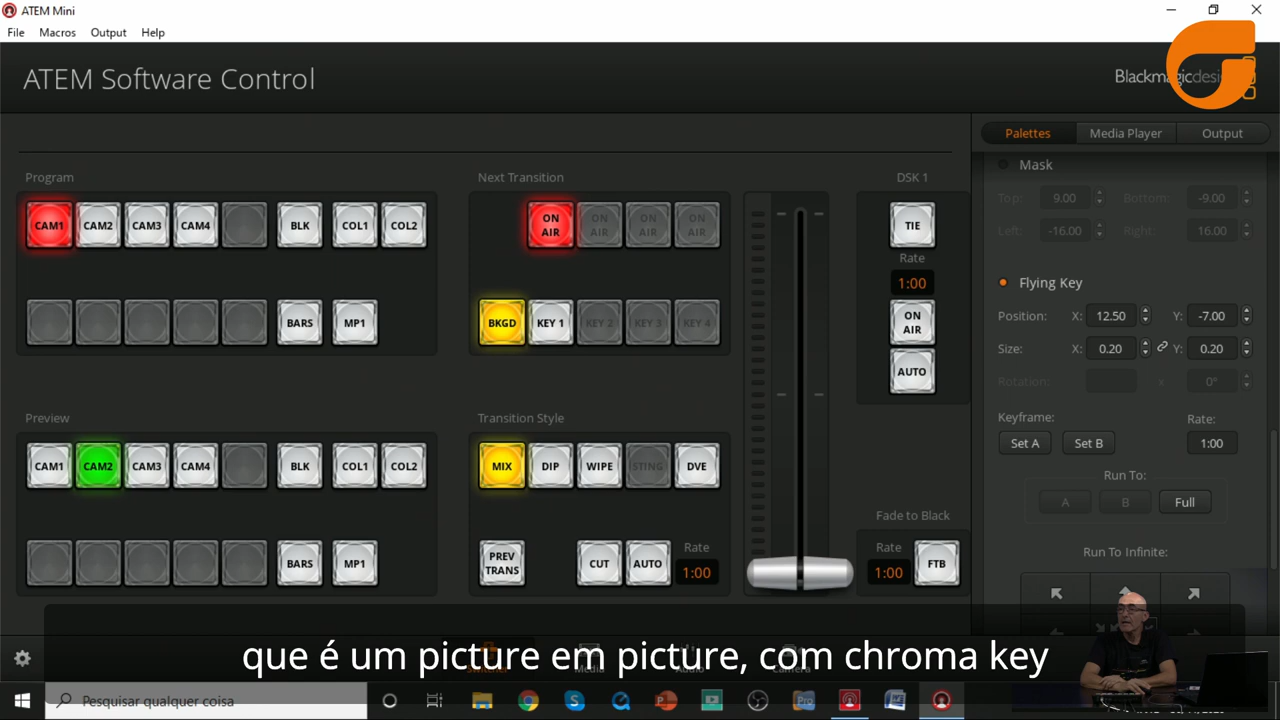 ATEM Mini
File Macros Output Help
ATEM Software Control
Blackmagicdesi
Palettes Media Player Output
Program
CAM1 CAM2 CAM3 CAM4 BLK COL1 COL2
BARS MP1
Next Transition
ON AIR ON AIR ON AIR ON AIR
BKGD KEY 1 KEY 2 KEY 3 KEY 4
DSK 1
TIE
Rate
1:00
ON AIR
AUTO
Mask
Top: 9.00 Bottom: -9.00
Left: -16.00 Right: 16.00
Flying Key
Position: X: 12.50 Y: -7.00
Size: X: 0.20 Y: 0.20
Rotation: x 0°
Keyframe: Rate:
Set A Set B 1:00
Run To:
A B Full
Run To Infinite:
Preview
CAM1 CAM2 CAM3 CAM4 BLK COL1 COL2
BARS MP1
Transition Style
MIX DIP WIPE STING DVE
PREV TRANS CUT AUTO Rate 1:00
Fade to Black
Rate
1:00 FTB
que é um picture em picture, com chroma key
Pesquisar qualquer coisa